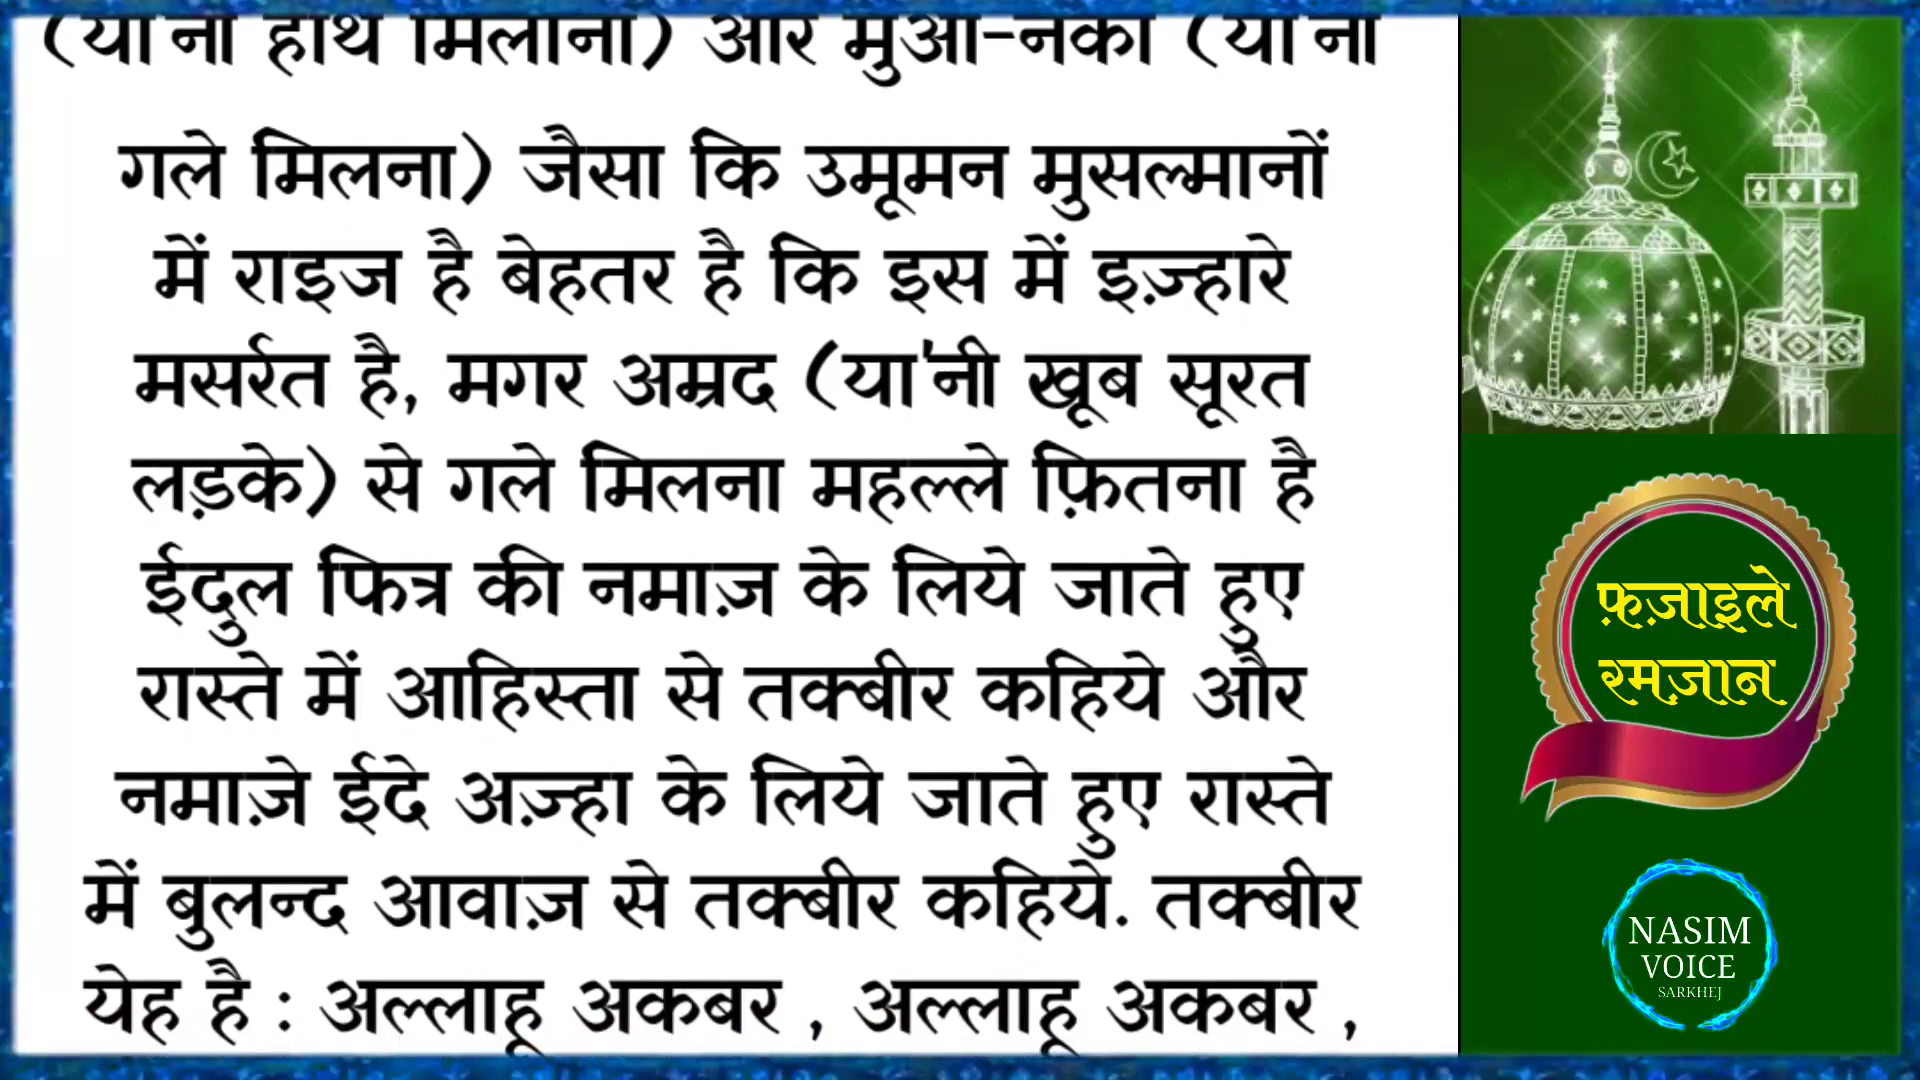 (या'नी हाथ मिलाना) और मुआ-नक़ा (या'नी
गले मिलना) जैसा कि उमूमन मुसल्मानों
में राइज है बेहतर है कि इस में इज़्हारे
मसर्रत है, मगर अम्रद (या'नी खूब सूरत
लड़के) से गले मिलना महल्ले फ़ितना है
ईदुल फित्र की नमाज़ के लिये जाते हुए
रास्ते में आहिस्ता से तक्बीर कहिये और
नमाज़े ईदे अज़्हा के लिये जाते हुए रास्ते
में बुलन्द आवाज़ से तक्बीर कहिये. तक्बीर
येह है : अल्लाहू अकबर , अल्लाहू अकबर ,
फ़ज़ाइले
रमज़ान
NASIM
VOICE
SARKHEJ